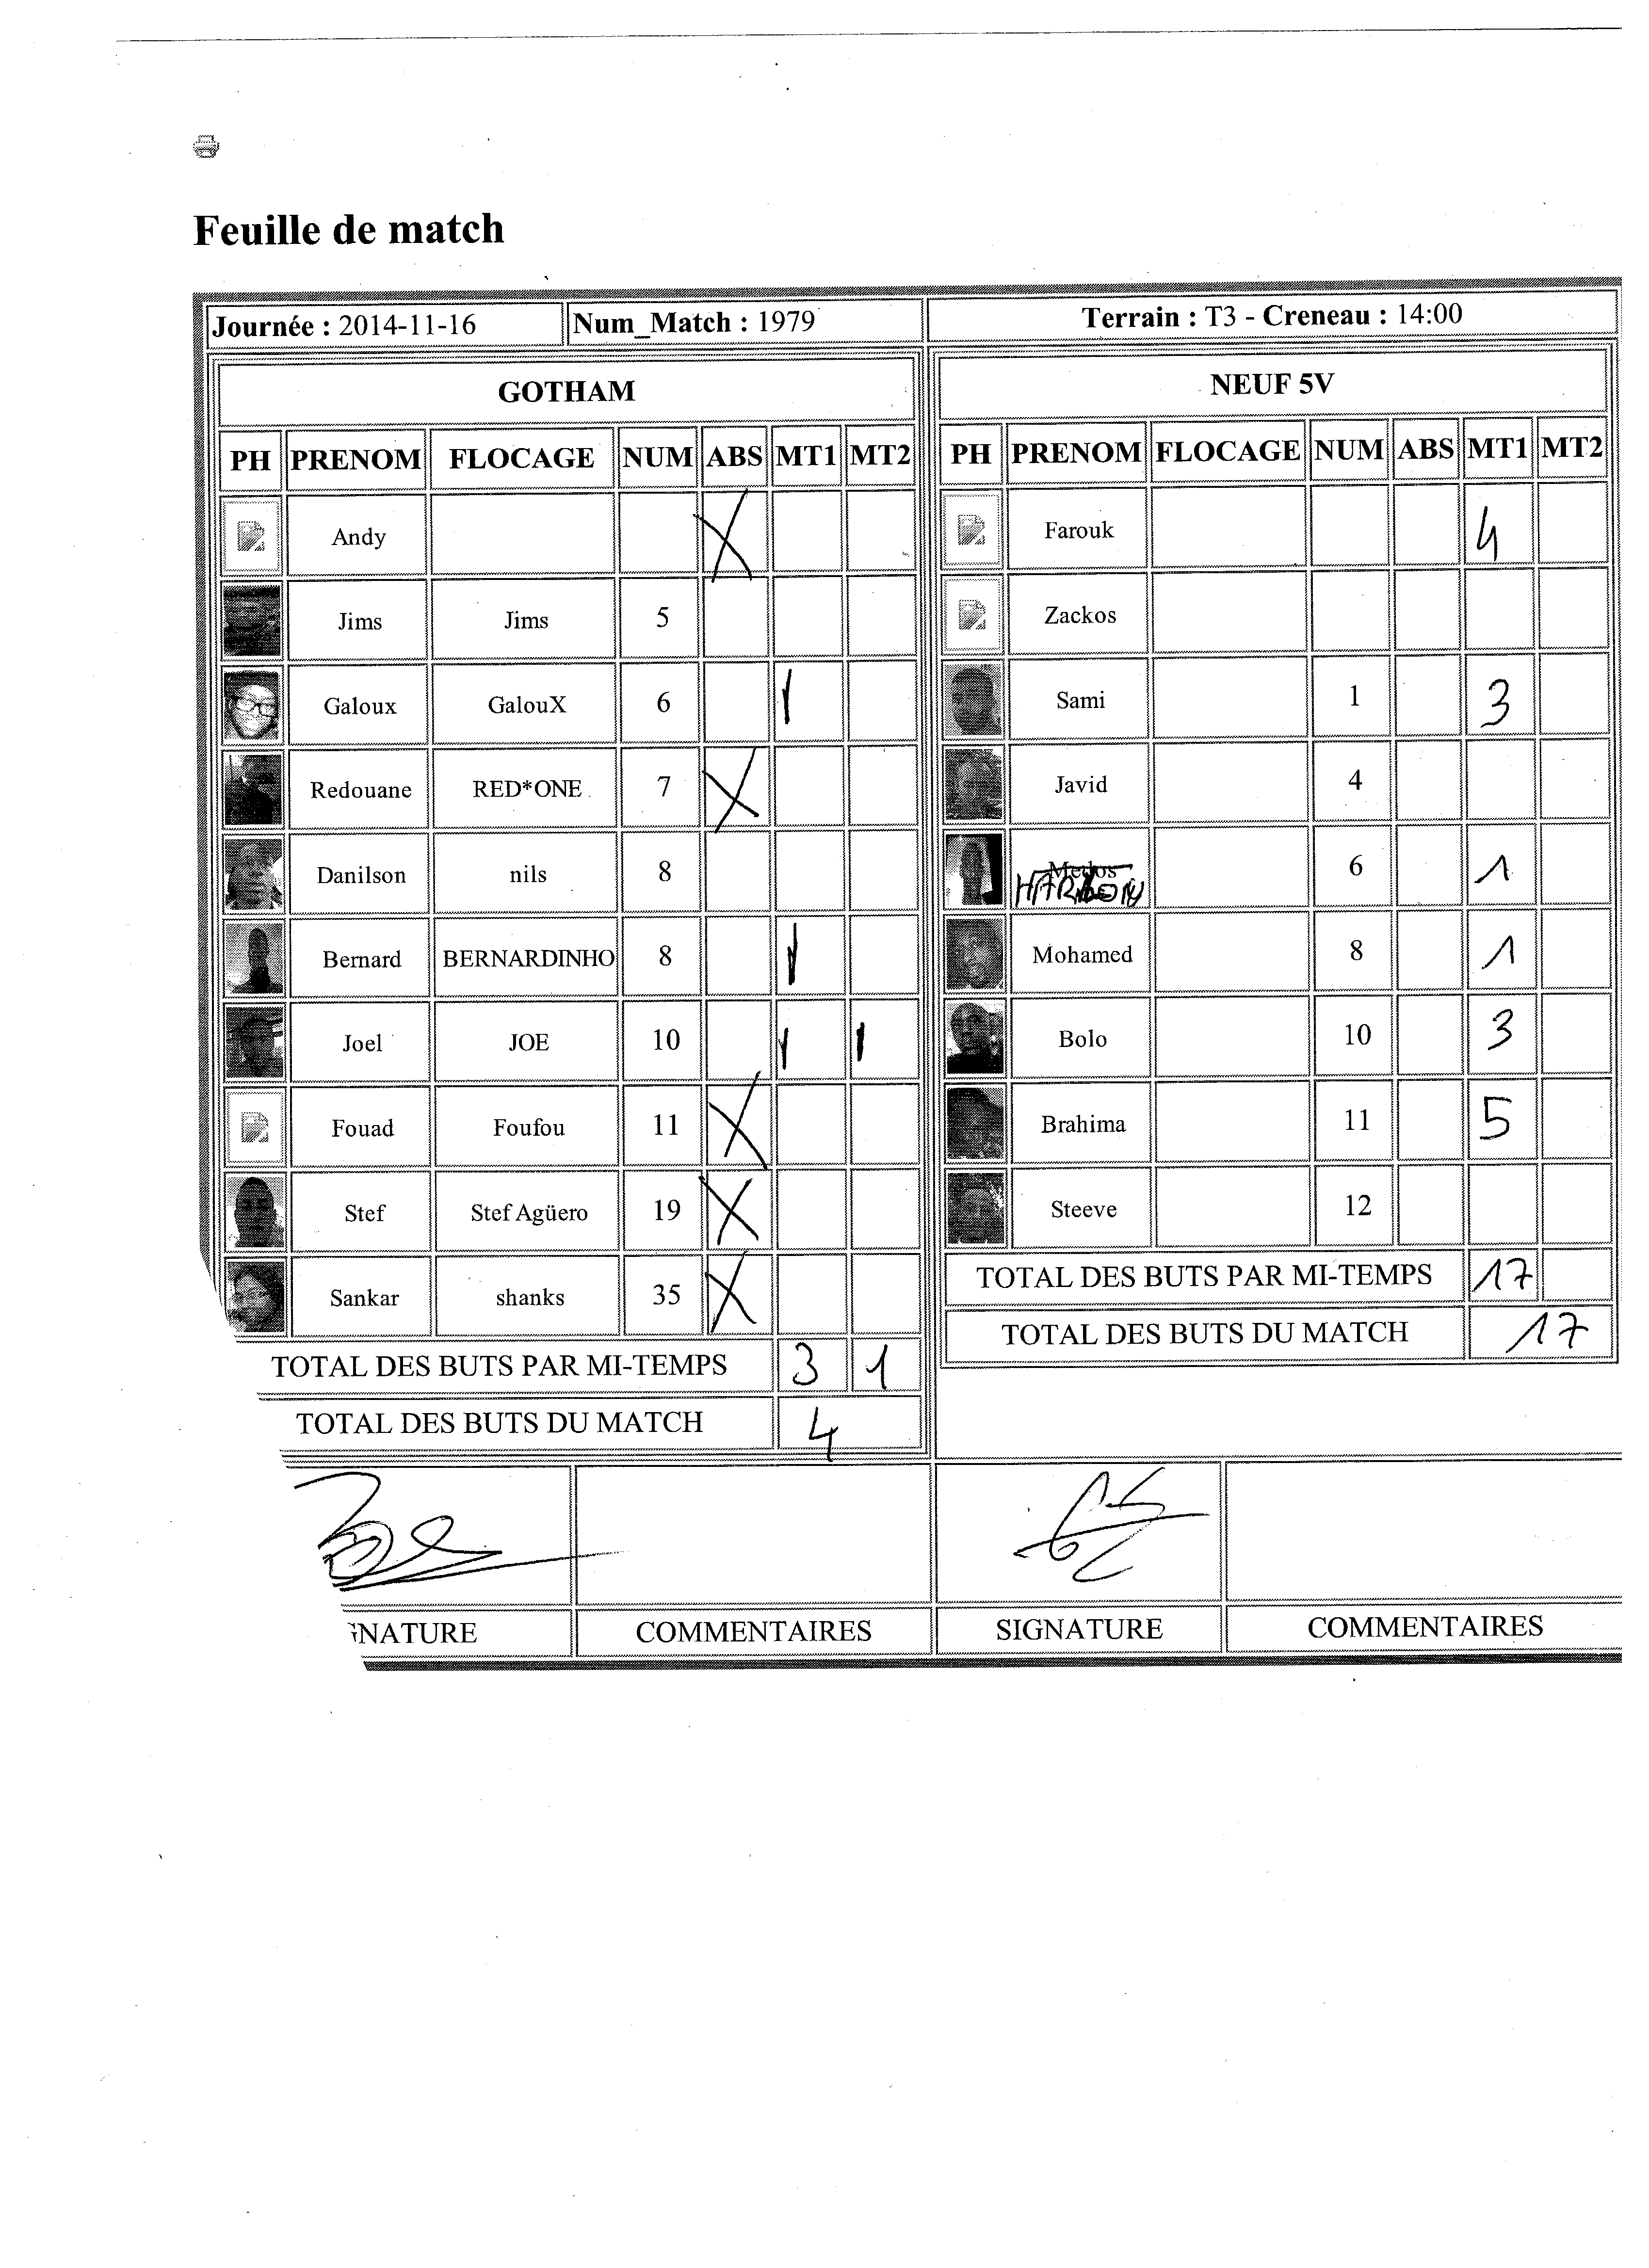 Feuille de match
Journée : 2014-11-16 Num_Match : 1979 Terrain : T3 - Creneau : 14:00
GOTHAM
PH PRENOM FLOCAGE NUM ABS MT1 MT2
Andy X
Jims Jims 5
Galoux GalouX 6 1
Redouane RED*ONE 7 X
Danilson nils 8
Bernard BERNARDINHO 8 1
Joel JOE 10 1 1
Fouad Foufou 11 X
Stef Stef Agüero 19 X
Sankar shanks 35 X
TOTAL DES BUTS PAR MI-TEMPS 3 1
TOTAL DES BUTS DU MATCH 4
NEUF 5V
PH PRENOM FLOCAGE NUM ABS MT1 MT2
Farouk 4
Zackos
Sami 1 3
Javid 4
6 1
Mohamed 8 1
Bolo 10 3
Brahima 11 5
Steeve 12
TOTAL DES BUTS PAR MI-TEMPS 17
TOTAL DES BUTS DU MATCH 17
GNATURE COMMENTAIRES SIGNATURE COMMENTAIRES